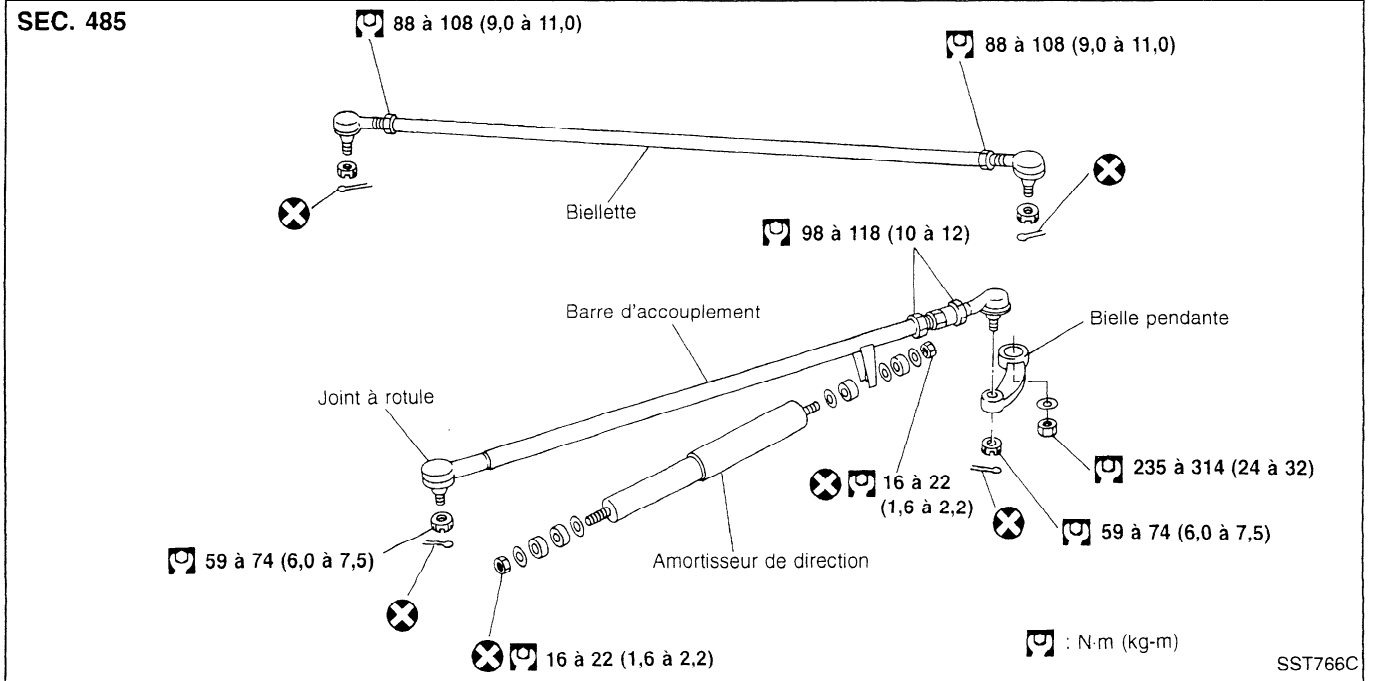 SEC. 485
88 à 108 (9,0 à 11,0)
88 à 108 (9,0 à 11,0)
Biellette
98 à 118 (10 à 12)
Barre d'accouplement
Bielle pendante
Joint à rotule
235 à 314 (24 à 32)
16 à 22
(1,6 à 2,2)
59 à 74 (6,0 à 7,5)
59 à 74 (6,0 à 7,5)
Amortisseur de direction
16 à 22 (1,6 à 2,2)
: N·m (kg-m)
SST766C